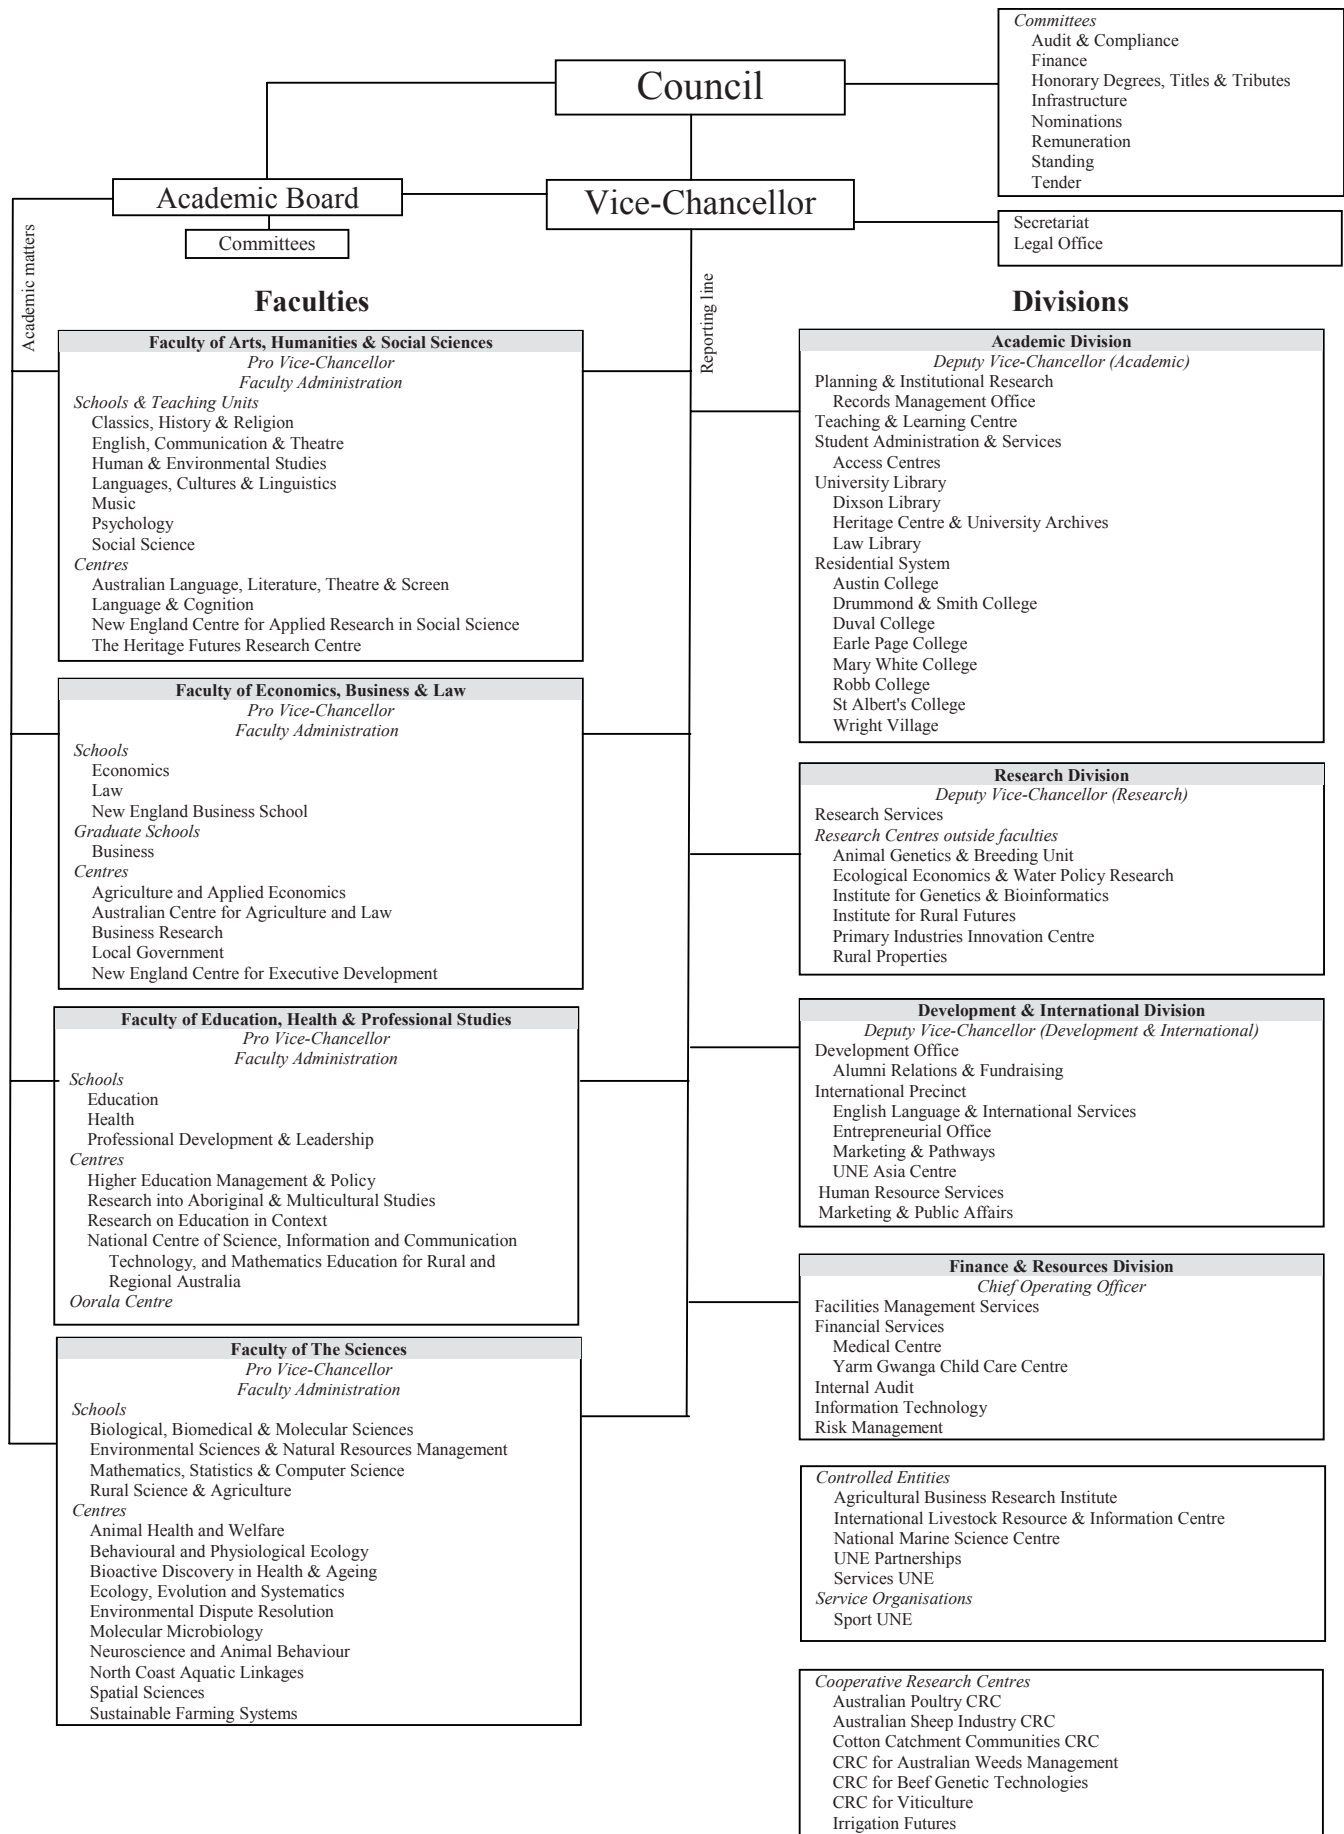 Council
Committees
Audit & Compliance
Finance
Honorary Degrees, Titles & Tributes
Infrastructure
Nominations
Remuneration
Standing
Tender
Academic Board
Vice-Chancellor
Committees
Secretariat
Legal Office
Academic matters
Reporting line
Faculties
Faculty of Arts, Humanities & Social Sciences
Pro Vice-Chancellor
Faculty Administration
Schools & Teaching Units
Classics, History & Religion
English, Communication & Theatre
Human & Environmental Studies
Languages, Cultures & Linguistics
Music
Psychology
Social Science
Centres
Australian Language, Literature, Theatre & Screen
Language & Cognition
New England Centre for Applied Research in Social Science
The Heritage Futures Research Centre
Faculty of Economics, Business & Law
Pro Vice-Chancellor
Faculty Administration
Schools
Economics
Law
New England Business School
Graduate Schools
Business
Centres
Agriculture and Applied Economics
Australian Centre for Agriculture and Law
Business Research
Local Government
New England Centre for Executive Development
Faculty of Education, Health & Professional Studies
Pro Vice-Chancellor
Faculty Administration
Schools
Education
Health
Professional Development & Leadership
Centres
Higher Education Management & Policy
Research into Aboriginal & Multicultural Studies
Research on Education in Context
National Centre of Science, Information and Communication
Technology, and Mathematics Education for Rural and
Regional Australia
Oorala Centre
Faculty of The Sciences
Pro Vice-Chancellor
Faculty Administration
Schools
Biological, Biomedical & Molecular Sciences
Environmental Sciences & Natural Resources Management
Mathematics, Statistics & Computer Science
Rural Science & Agriculture
Centres
Animal Health and Welfare
Behavioural and Physiological Ecology
Bioactive Discovery in Health & Ageing
Ecology, Evolution and Systematics
Environmental Dispute Resolution
Molecular Microbiology
Neuroscience and Animal Behaviour
North Coast Aquatic Linkages
Spatial Sciences
Sustainable Farming Systems
Divisions
Academic Division
Deputy Vice-Chancellor (Academic)
Planning & Institutional Research
Records Management Office
Teaching & Learning Centre
Student Administration & Services
Access Centres
University Library
Dixson Library
Heritage Centre & University Archives
Law Library
Residential System
Austin College
Drummond & Smith College
Duval College
Earle Page College
Mary White College
Robb College
St Albert's College
Wright Village
Research Division
Deputy Vice-Chancellor (Research)
Research Services
Research Centres outside faculties
Animal Genetics & Breeding Unit
Ecological Economics & Water Policy Research
Institute for Genetics & Bioinformatics
Institute for Rural Futures
Primary Industries Innovation Centre
Rural Properties
Development & International Division
Deputy Vice-Chancellor (Development & International)
Development Office
Alumni Relations & Fundraising
International Precinct
English Language & International Services
Entrepreneurial Office
Marketing & Pathways
UNE Asia Centre
Human Resource Services
Marketing & Public Affairs
Finance & Resources Division
Chief Operating Officer
Facilities Management Services
Financial Services
Medical Centre
Yarm Gwanga Child Care Centre
Internal Audit
Information Technology
Risk Management
Controlled Entities
Agricultural Business Research Institute
International Livestock Resource & Information Centre
National Marine Science Centre
UNE Partnerships
Services UNE
Service Organisations
Sport UNE
Cooperative Research Centres
Australian Poultry CRC
Australian Sheep Industry CRC
Cotton Catchment Communities CRC
CRC for Australian Weeds Management
CRC for Beef Genetic Technologies
CRC for Viticulture
Irrigation Futures